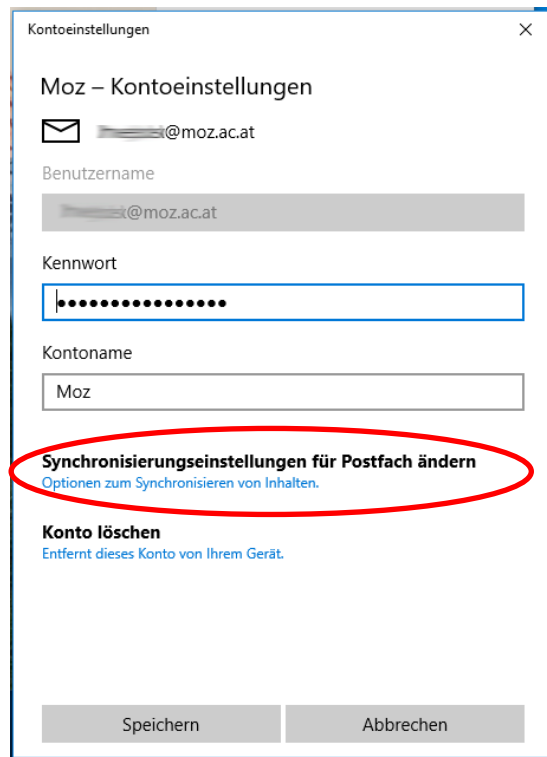 Kontoeinstellungen
Moz – Kontoeinstellungen
@moz.ac.at
Benutzername
@moz.ac.at
Kennwort
••••••••••••••••
Kontoname
Moz
Synchronisierungseinstellungen für Postfach ändern
Optionen zum Synchronisieren von Inhalten.
Konto löschen
Entfernt dieses Konto von Ihrem Gerät.
Speichern
Abbrechen